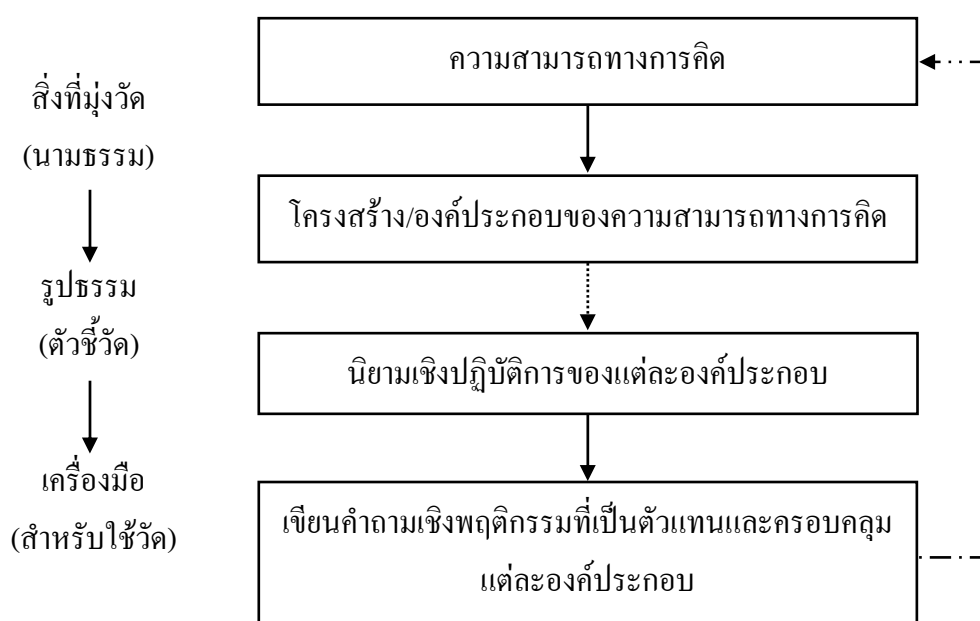 สิ่งที่มุ่งวัด
(นามธรรม)
รูปธรรม
(ตัวชี้วัด)
เครื่องมือ
(สำหรับใช้วัด)
ความสามารถทางการคิด
โครงสร้าง/องค์ประกอบของความสามารถทางการคิด
นิยามเชิงปฏิบัติการของแต่ละองค์ประกอบ
เขียนคำถามเชิงพฤติกรรมที่เป็นตัวแทนและครอบคลุม
แต่ละองค์ประกอบ